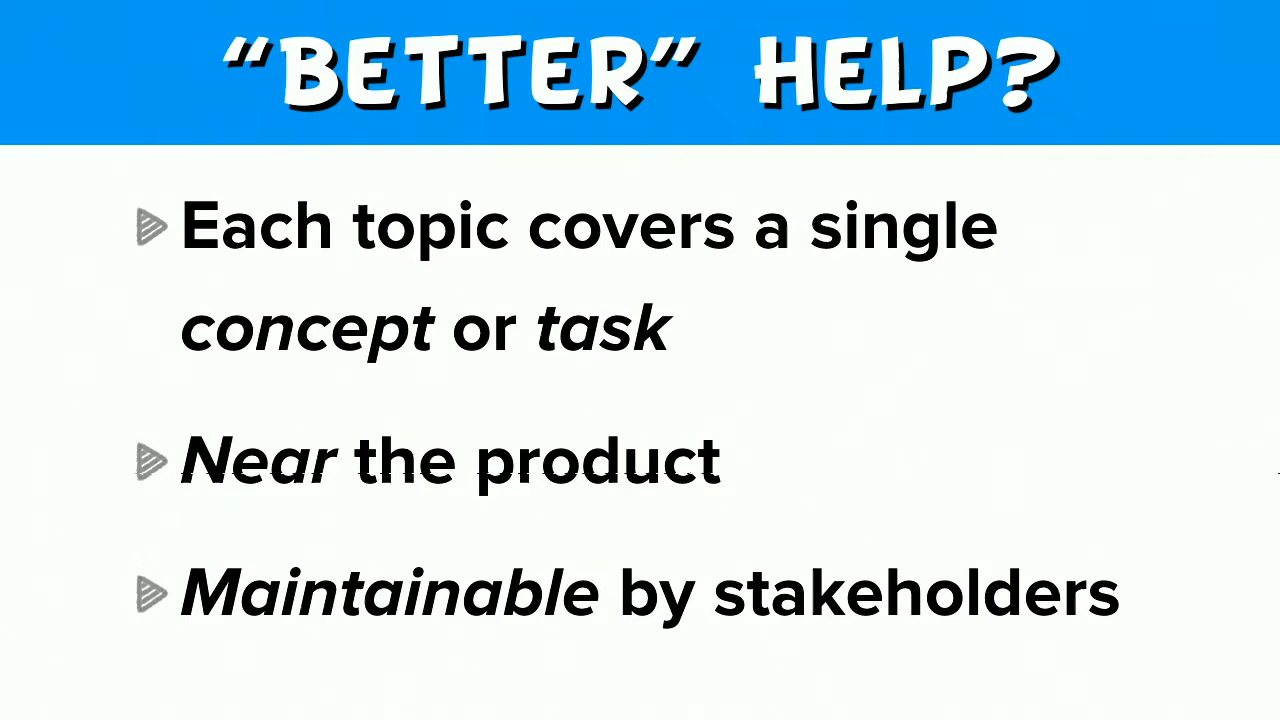 “BETTER” HELP?
Each topic covers a single
concept or task
Near the product
Maintainable by stakeholders